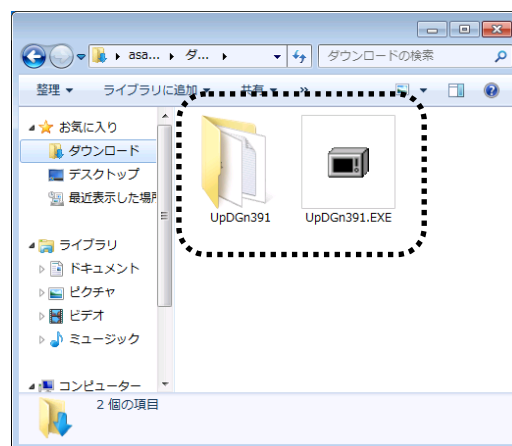 asa... ダ... ダウンロードの検索
整理 ライブラリに追加 共有 »
お気に入り
ダウンロード
デスクトップ
最近表示した場所
ライブラリ
ドキュメント
ピクチャ
ビデオ
ミュージック
コンピューター
UpDGn391 UpDGn391.EXE
2 個の項目